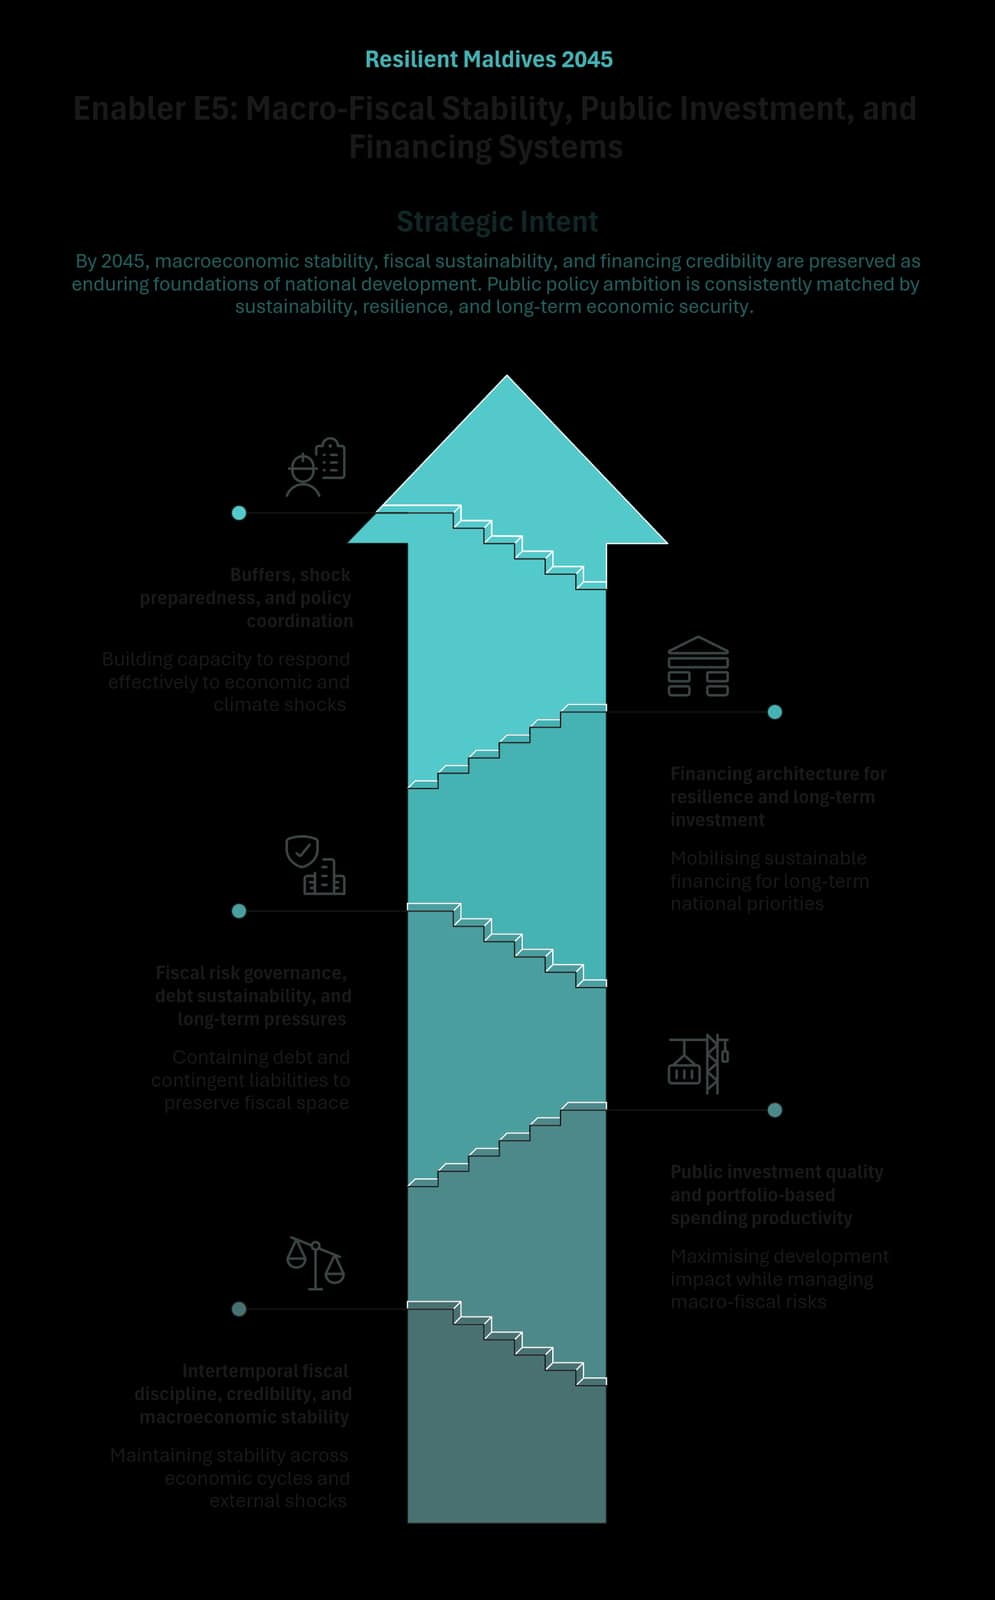 Resilient Maldives 2045
Enabler E5: Macro-Fiscal Stability, Public Investment, and
Financing Systems
Strategic Intent
By 2045, macroeconomic stability, fiscal sustainability, and financing credibility are preserved as
enduring foundations of national development. Public policy ambition is consistently matched by
sustainability, resilience, and long-term economic security.
Buffers, shock
preparedness, and policy
coordination
Building capacity to respond
effectively to economic and
climate shocks
Financing architecture for
resilience and long-term
investment
Mobilising sustainable
financing for long-term
national priorities
Fiscal risk governance,
debt sustainability, and
long-term pressures
Containing debt and
contingent liabilities to
preserve fiscal space
Public investment quality
and portfolio-based
spending productivity
Maximising development
impact while managing
macro-fiscal risks
Intertemporal fiscal
discipline, credibility, and
macroeconomic stability
Maintaining stability across
economic cycles and
external shocks